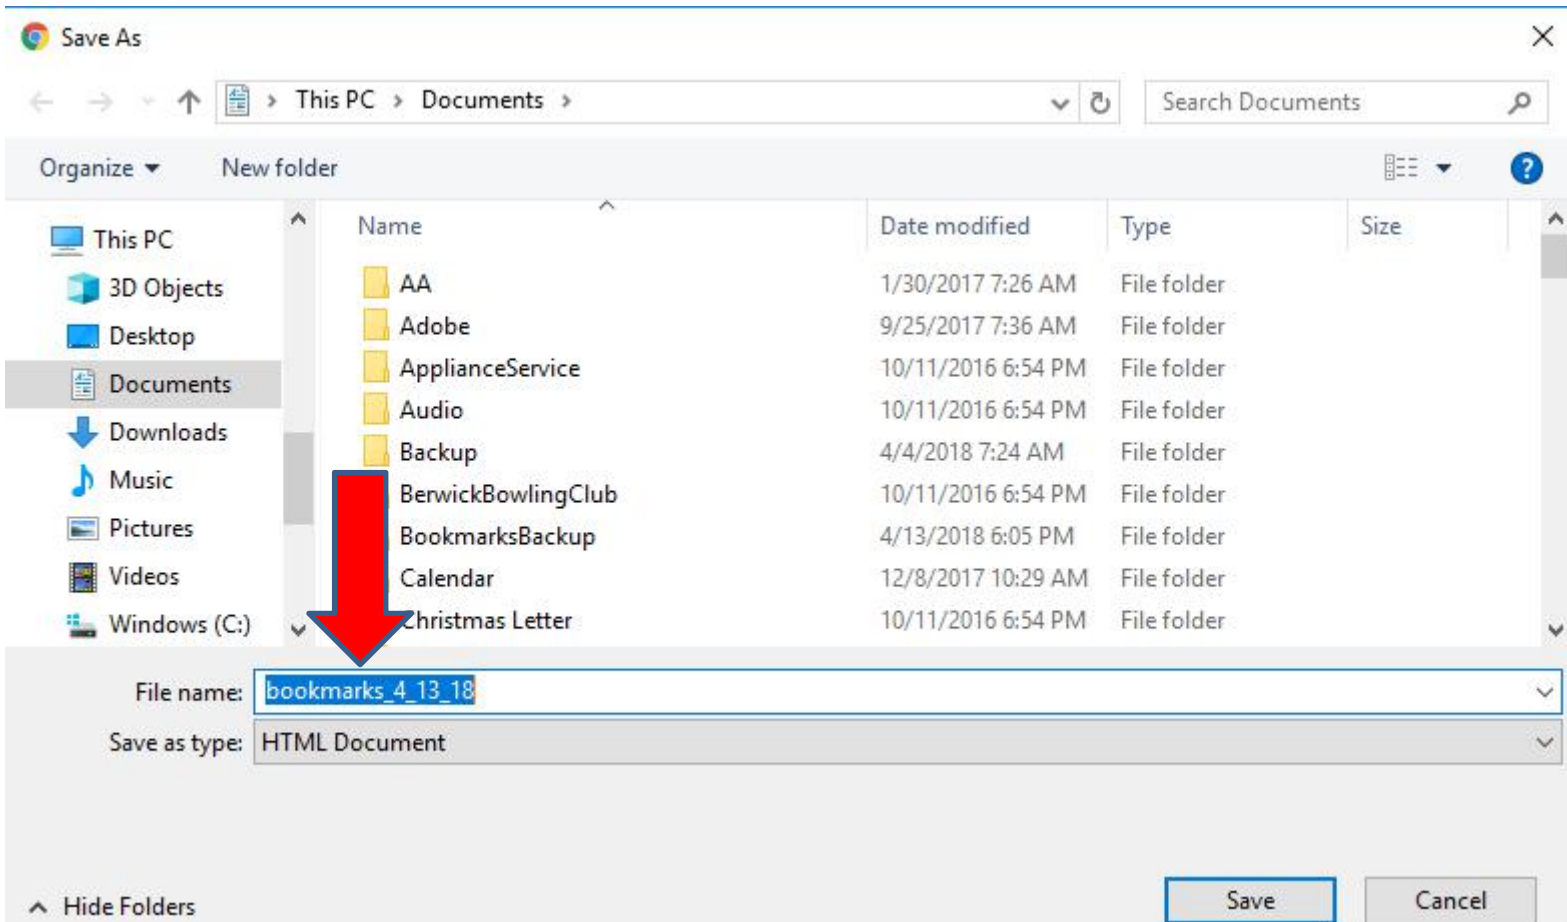 Save As
This PC > Documents >
Search Documents
Organize
New folder
?
Name Date modified Type Size
This PC
3D Objects
Desktop
Documents
Downloads
Music
Pictures
Videos
Windows (C:)
AA 1/30/2017 7:26 AM File folder
Adobe 9/25/2017 7:36 AM File folder
ApplianceService 10/11/2016 6:54 PM File folder
Audio 10/11/2016 6:54 PM File folder
Backup 4/4/2018 7:24 AM File folder
BerwickBowlingClub 10/11/2016 6:54 PM File folder
BookmarksBackup 4/13/2018 6:05 PM File folder
Calendar 12/8/2017 10:29 AM File folder
Christmas Letter 10/11/2016 6:54 PM File folder
File name: bookmarks_4_13_18
Save as type: HTML Document
Hide Folders
Save
Cancel